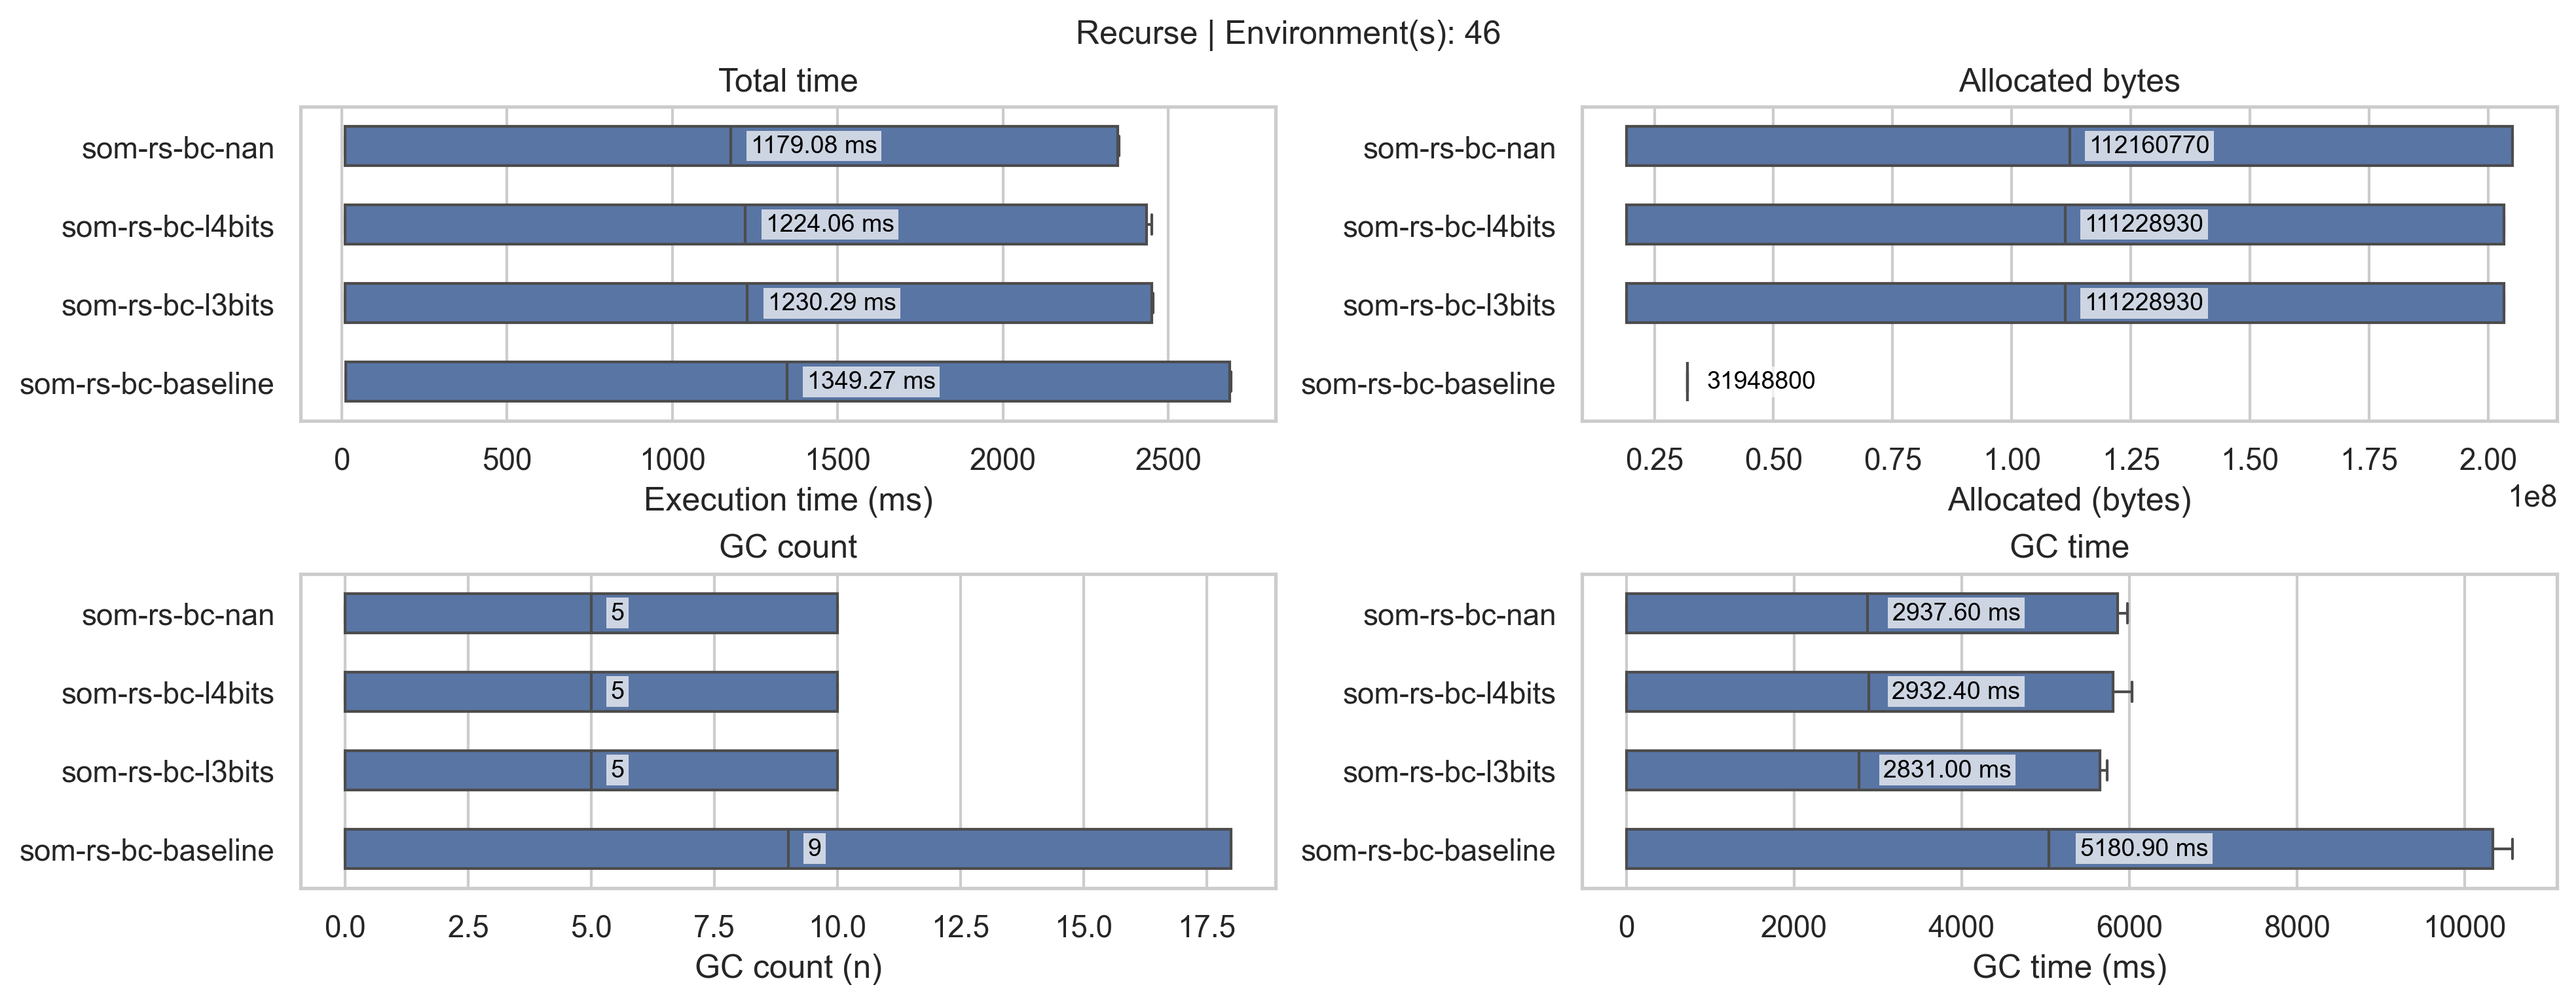 Recurse | Environment(s): 46
Total time
som-rs-bc-nan
1179.08 ms
som-rs-bc-l4bits
1224.06 ms
som-rs-bc-l3bits
1230.29 ms
som-rs-bc-baseline
1349.27 ms
0 500 1000 1500 2000 2500
Execution time (ms)
Allocated bytes
som-rs-bc-nan
112160770
som-rs-bc-l4bits
111228930
som-rs-bc-l3bits
111228930
som-rs-bc-baseline
31948800
0.25 0.50 0.75 1.00 1.25 1.50 1.75 2.00
1e8
Allocated (bytes)
GC count
som-rs-bc-nan
5
som-rs-bc-l4bits
5
som-rs-bc-l3bits
5
som-rs-bc-baseline
9
0.0 2.5 5.0 7.5 10.0 12.5 15.0 17.5
GC count (n)
GC time
som-rs-bc-nan
2937.60 ms
som-rs-bc-l4bits
2932.40 ms
som-rs-bc-l3bits
2831.00 ms
som-rs-bc-baseline
5180.90 ms
0 2000 4000 6000 8000 10000
GC time (ms)